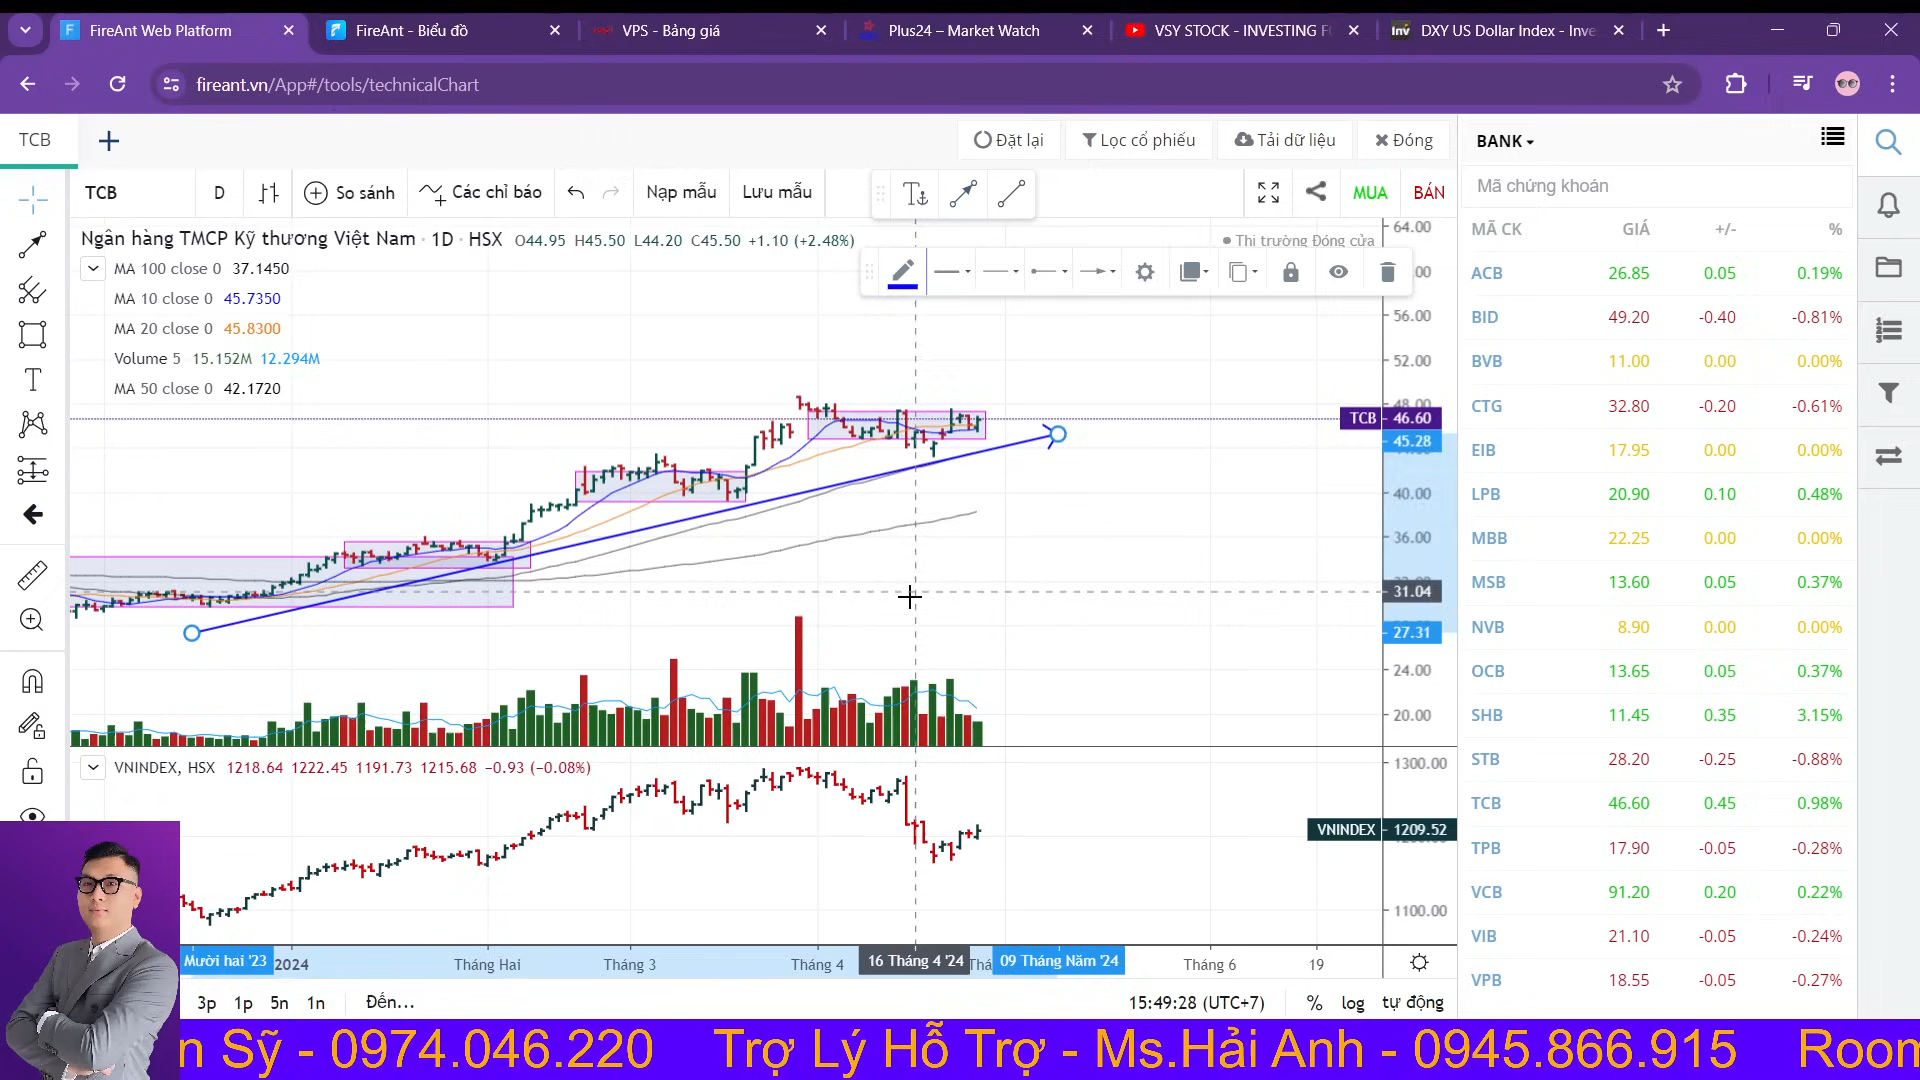 FireAnt Web Platform
FireAnt - Biểu đồ
VPS - Bảng giá
Plus24 – Market Watch
VSY STOCK - INVESTING F
DXY US Dollar Index - Inve
fireant.vn/App#/tools/technicalChart
TCB
Đặt lại
Lọc cổ phiếu
Tải dữ liệu
Đóng
BANK
TCB
D
So sánh
Các chỉ báo
Nạp mẫu
Lưu mẫu
MUA
BÁN
Mã chứng khoán
Ngân hàng TMCP Kỹ thương Việt Nam · 1D · HSX O44.95 H45.50 L44.20 C45.50 +1.10 (+2.48%)
Thị trường Đóng cửa
MA 100 close 0 37.1450
MA 10 close 0 45.7350
MA 20 close 0 45.8300
Volume 5 15.152M 12.294M
MA 50 close 0 42.1720
64.00
56.00
52.00
48.00
TCB 46.60
45.28
40.00
36.00
31.04
27.31
24.00
20.00
VNINDEX, HSX 1218.64 1222.45 1191.73 1215.68 −0.93 (−0.08%)
1300.00
VNINDEX 1209.52
1100.00
Mười hai '23
2024
Tháng Hai
Tháng 3
Tháng 4
16 Tháng 4 '24
09 Tháng Năm '24
Tháng 6
19
3p 1p 5n 1n Đến...
15:49:28 (UTC+7) % log tự động
MÃ CK GIÁ +/- %
ACB 26.85 0.05 0.19%
BID 49.20 -0.40 -0.81%
BVB 11.00 0.00 0.00%
CTG 32.80 -0.20 -0.61%
EIB 17.95 0.00 0.00%
LPB 20.90 0.10 0.48%
MBB 22.25 0.00 0.00%
MSB 13.60 0.05 0.37%
NVB 8.90 0.00 0.00%
OCB 13.65 0.05 0.37%
SHB 11.45 0.35 3.15%
STB 28.20 -0.25 -0.88%
TCB 46.60 0.45 0.98%
TPB 17.90 -0.05 -0.28%
VCB 91.20 0.20 0.22%
VIB 21.10 -0.05 -0.24%
VPB 18.55 -0.05 -0.27%
n Sỹ - 0974.046.220 Trợ Lý Hỗ Trợ - Ms.Hải Anh - 0945.866.915 Room